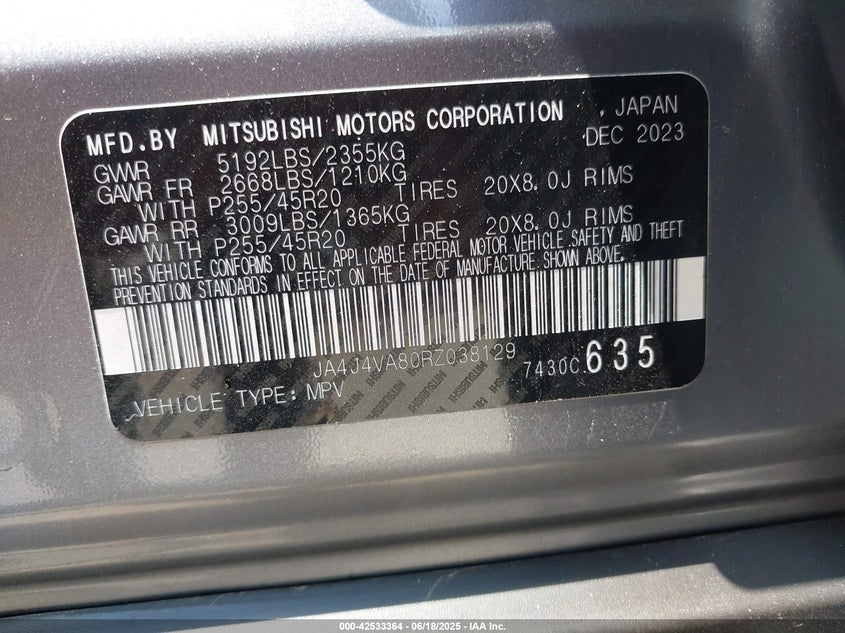 MFD.BY MITSUBISHI MOTORS CORPORATION , JAPAN
GVWR 5192LBS/2355KG DEC 2023
GAWR FR 2668LBS/1210KG
WITH P255/45R20 TIRES 20X8.0J RIMS
GAWR RR 3009LBS/1365KG
WITH P255/45R20 TIRES 20X8.0J RIMS
THIS VEHICLE CONFORMS TO ALL APPLICABLE FEDERAL MOTOR VEHICLE SAFETY AND THEFT
PREVENTION STANDARDS IN EFFECT ON THE DATE OF MANUFACTURE SHOWN ABOVE.
JA4J4VA80RZ038129 7430C 635
VEHICLE TYPE: MPV
000-42533364 / 06/18/2025 - IAA Inc.